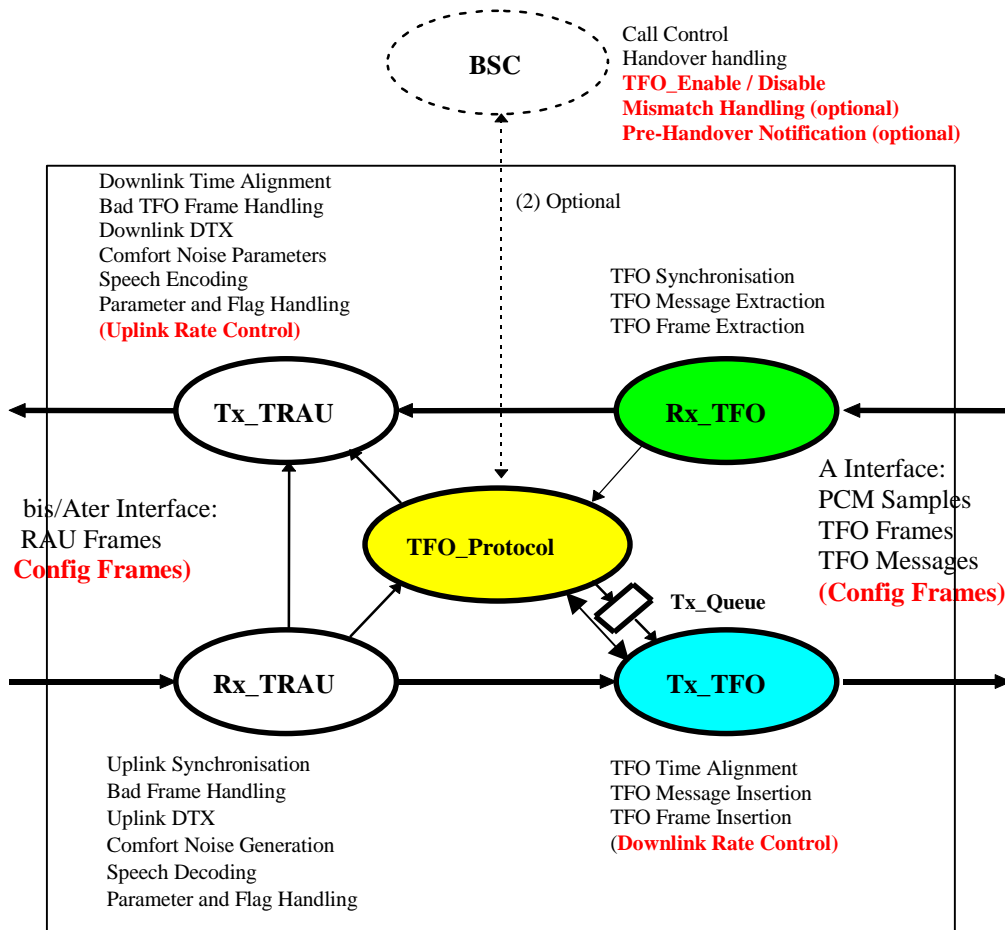 BSC
Call Control
Handover handling
TFO_Enable / Disable
Mismatch Handling (optional)
Pre-Handover Notification (optional)
Downlink Time Alignment
Bad TFO Frame Handling
Downlink DTX
Comfort Noise Parameters
Speech Encoding
Parameter and Flag Handling
(Uplink Rate Control)
(2) Optional
TFO Synchronisation
TFO Message Extraction
TFO Frame Extraction
Tx_TRAU
Rx_TFO
bis/Ater Interface:
RAU Frames
Config Frames)
TFO_Protocol
A Interface:
PCM Samples
TFO Frames
TFO Messages
(Config Frames)
Tx_Queue
Rx_TRAU
Tx_TFO
Uplink Synchronisation
Bad Frame Handling
Uplink DTX
Comfort Noise Generation
Speech Decoding
Parameter and Flag Handling
TFO Time Alignment
TFO Message Insertion
TFO Frame Insertion
(Downlink Rate Control)